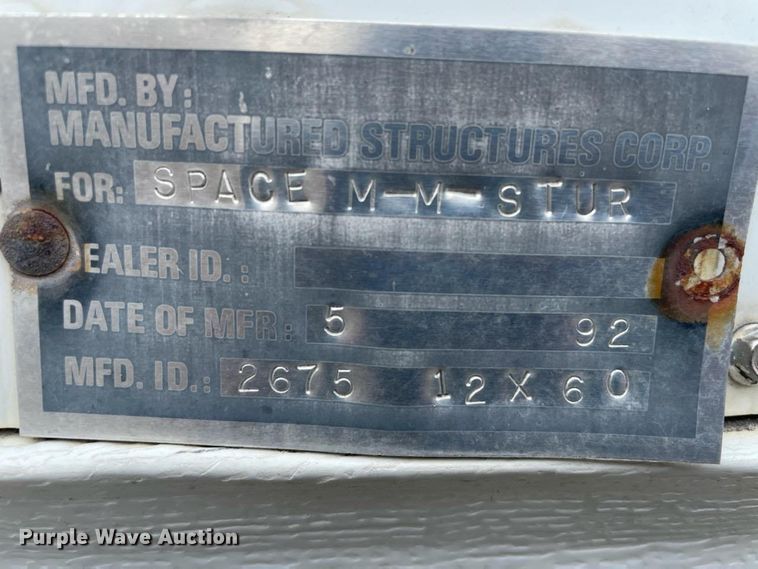 MFD. BY:
MANUFACTURED STRUCTURES CORP.
FOR: SPACE M-M-STUR
EALER ID.:
DATE OF MFR: 5 92
MFD. ID.: 2675 12X60
Purple Wave Auction